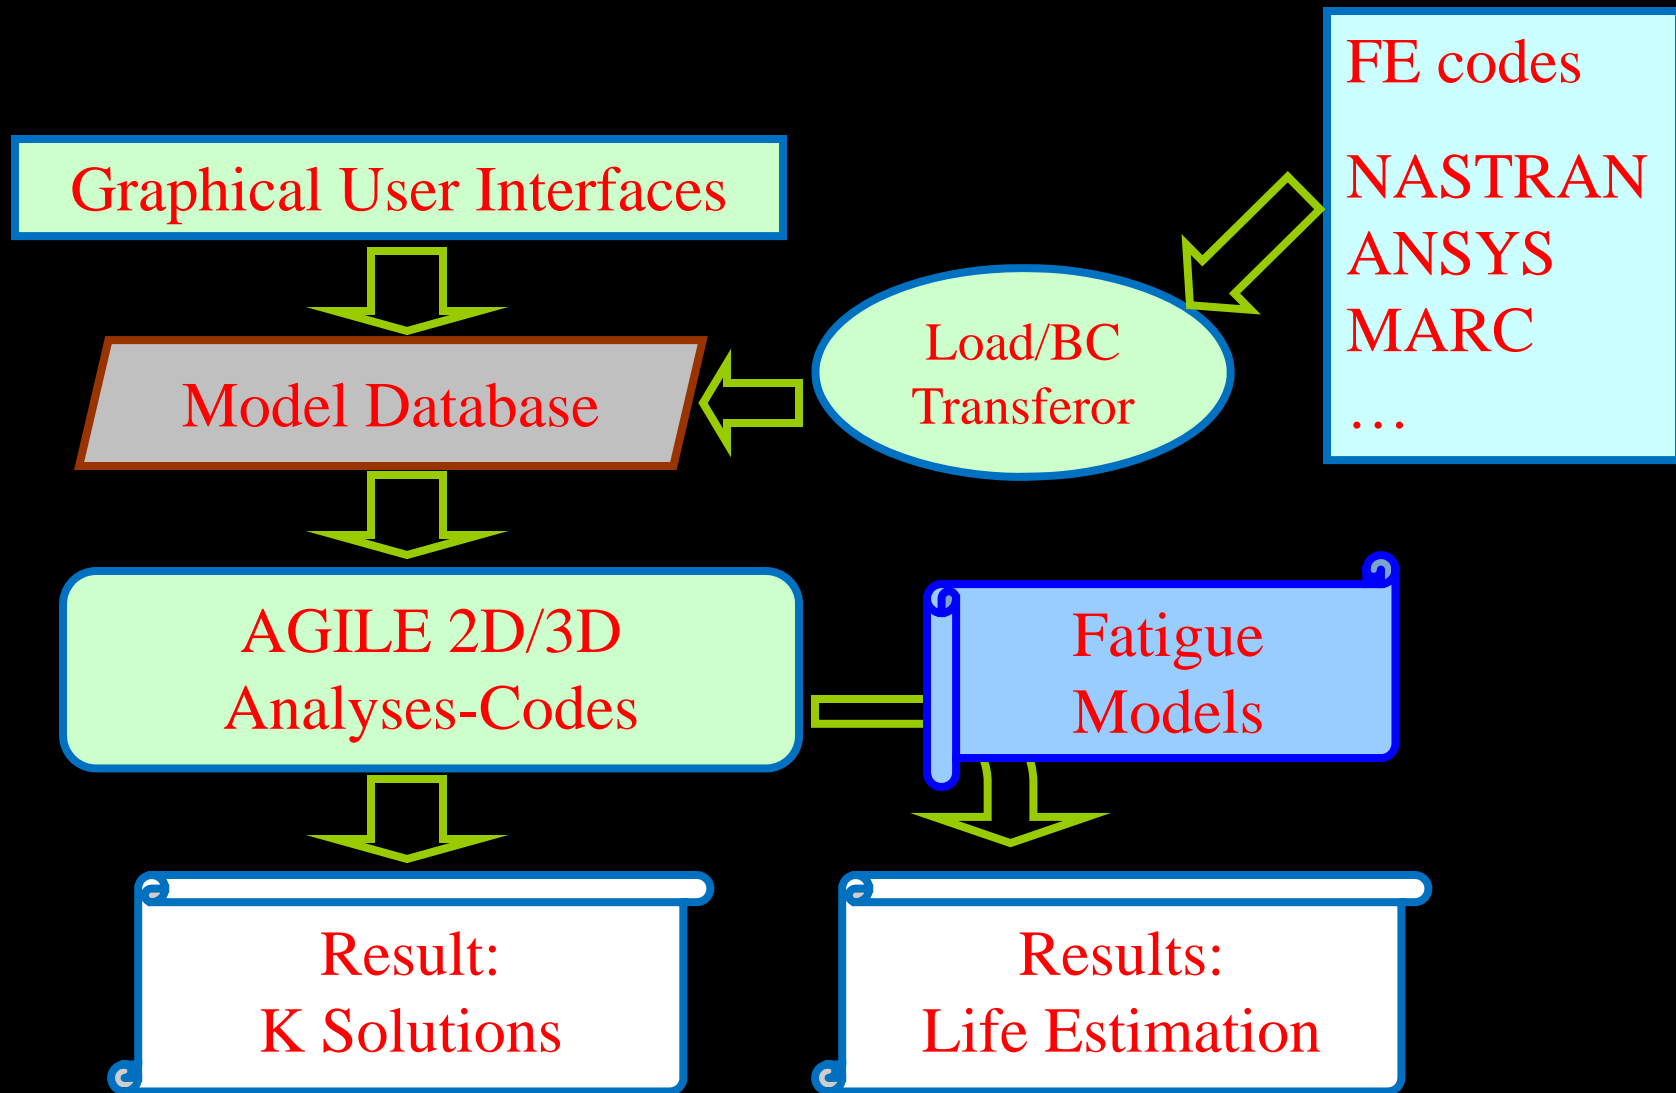 FE codes
NASTRAN
ANSYS
MARC
…
Graphical User Interfaces
Load/BC
Transferor
Model Database
AGILE 2D/3D
Analyses-Codes
Fatigue
Models
Result:
K Solutions
Results:
Life Estimation